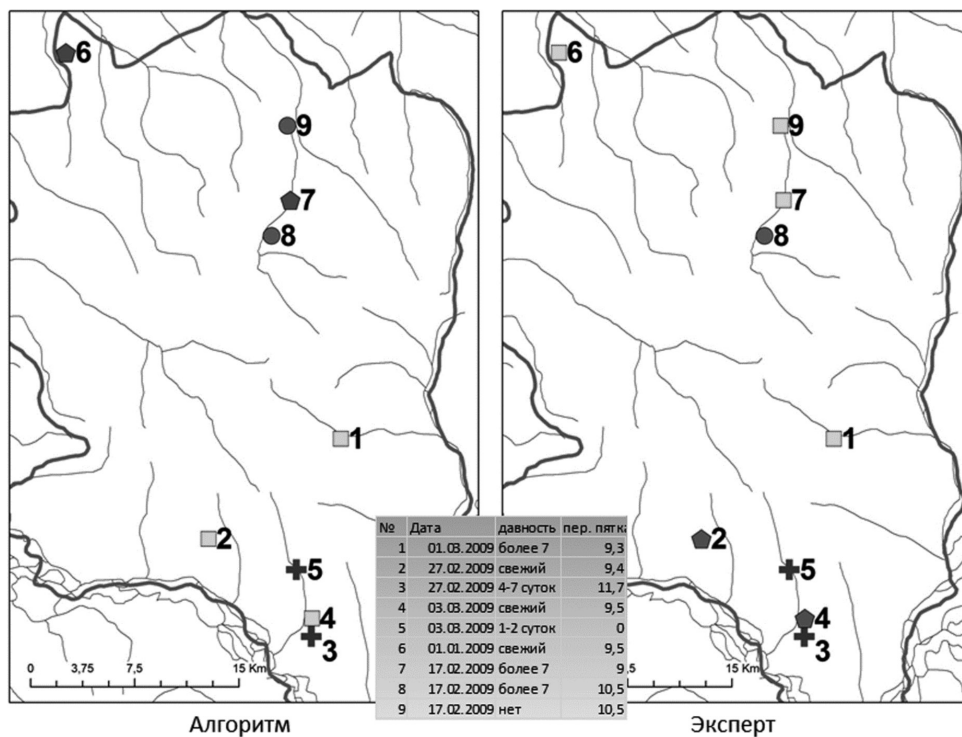 6
9
7
8
1
2
5
4
3
0 3,75 7,5 15 Km
Алгоритм
6
9
7
8
1
2
5
4
3
15 Km
Эксперт
№ Дата давность пер. пятка
1 01.03.2009 более 7 9,3
2 27.02.2009 свежий 9,4
3 27.02.2009 4-7 суток 11,7
4 03.03.2009 свежий 9,5
5 03.03.2009 1-2 суток 0
6 01.01.2009 свежий 9,5
7 17.02.2009 более 7 9,5
8 17.02.2009 более 7 10,5
9 17.02.2009 нет 10,5